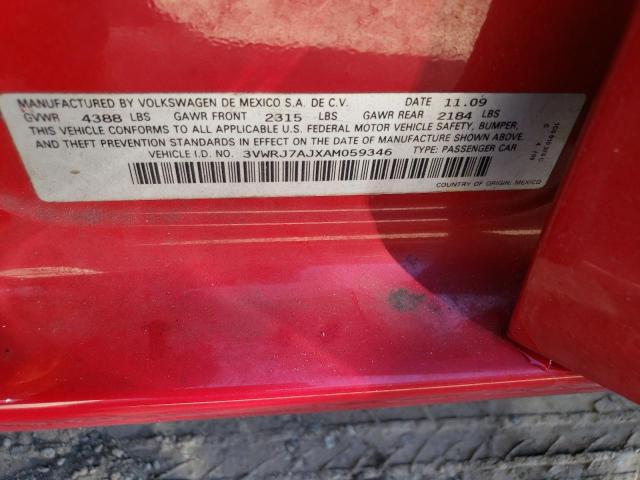 MANUFACTURED BY VOLKSWAGEN DE MEXICO S.A. DE C.V. DATE 11.09
GVWR 4388 LBS GAWR FRONT 2315 LBS GAWR REAR 2184 LBS
THIS VEHICLE CONFORMS TO ALL APPLICABLE U.S. FEDERAL MOTOR VEHICLE SAFETY, BUMPER,
AND THEFT PREVENTION STANDARDS IN EFFECT ON THE DATE OF MANUFACTURE SHOWN ABOVE.
VEHICLE I.D. NO. 3VWRJ7AJXAM059346 TYPE: PASSENGER CAR
COUNTRY OF ORIGIN: MEXICO